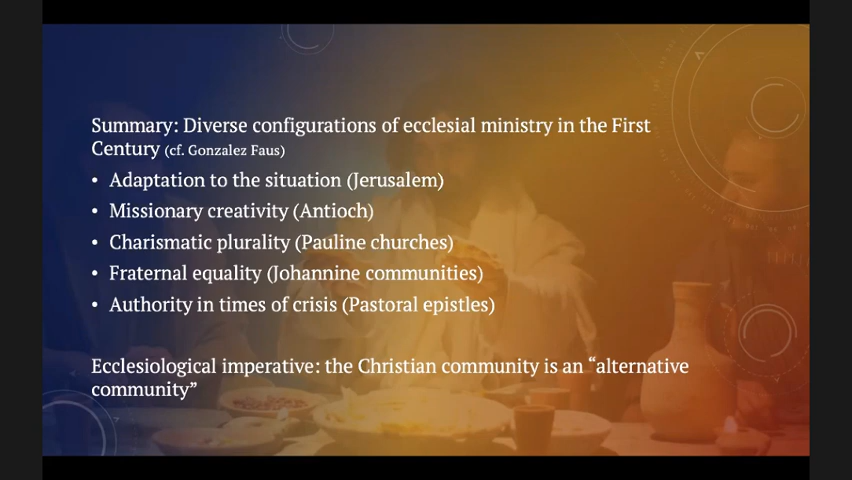 Summary: Diverse configurations of ecclesial ministry in the First
Century (cf. Gonzalez Faus)
• Adaptation to the situation (Jerusalem)
• Missionary creativity (Antioch)
• Charismatic plurality (Pauline churches)
• Fraternal equality (Johannine communities)
• Authority in times of crisis (Pastoral epistles)
Ecclesiological imperative: the Christian community is an “alternative
community”